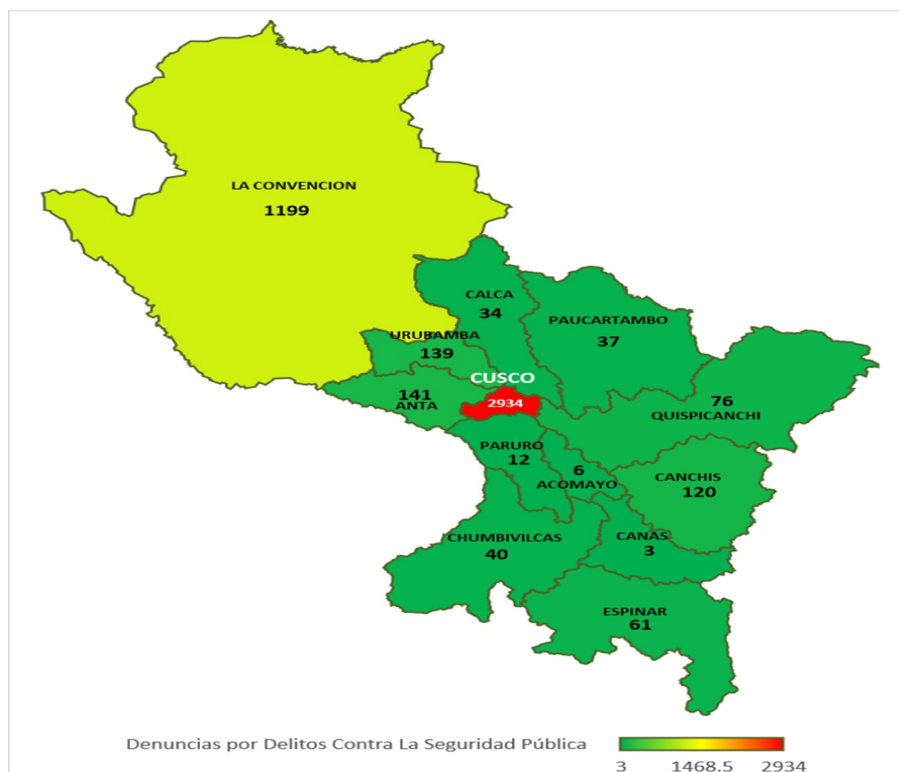 LA CONVENCION
1199
CALCA
34
PAUCARTAMBO
37
URUBAMBA
139
CUSCO
2934
141
ANTA
76
QUISPICANCHI
PARURO
12
6
ACOMAYO
CANCHIS
120
CHUMBIVILCAS
40
CANAS
3
ESPINAR
61
Denuncias por Delitos Contra La Seguridad Pública
3 1468.5 2934